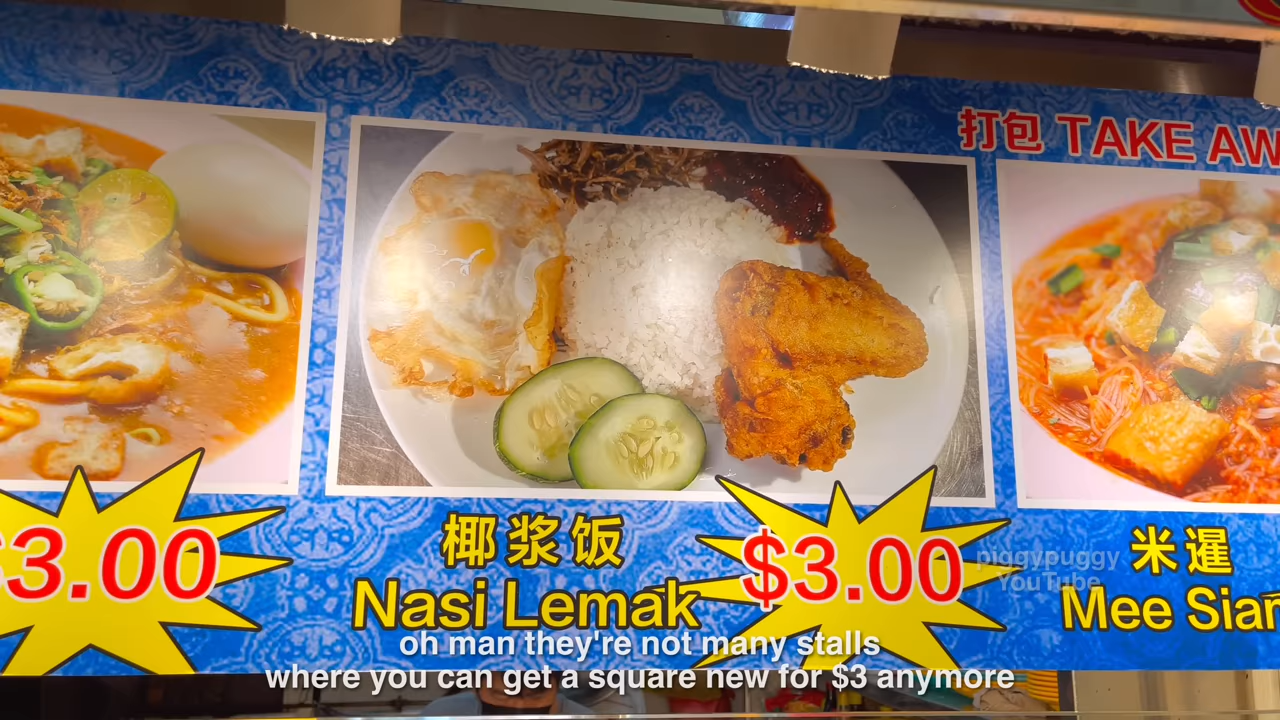 打包 TAKE AW
$3.00
椰浆饭
Nasi Lemak
$3.00
米暹
Mee Sian
piggypuggy
YouTube
oh man they're not many stalls
where you can get a square new for $3 anymore